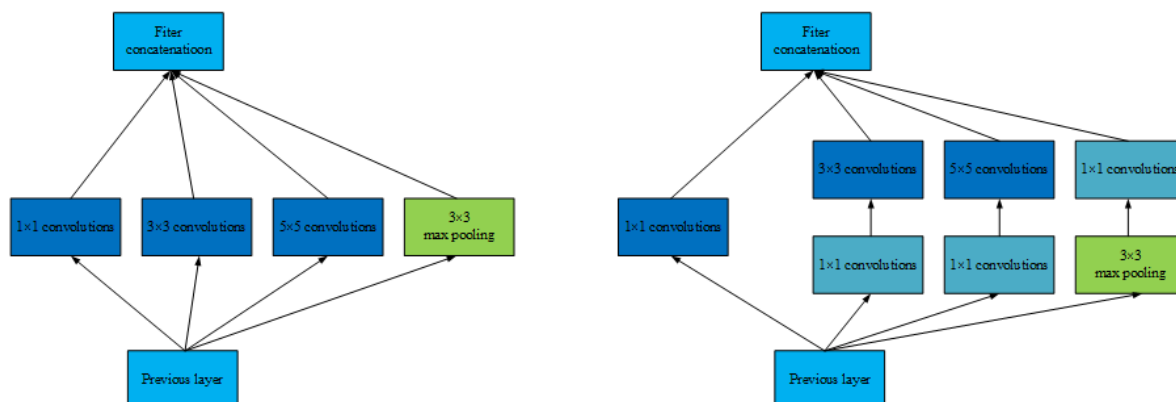 Fiter
concatenatioon
1×1 convolutions
3×3 convolutions
5×5 convolutions
3×3
max pooling
Previous layer
Fiter
concatenatioon
3×3 convolutions
5×5 convolutions
1×1 convolutions
1×1 convolutions
1×1 convolutions
1×1 convolutions
3×3
max pooling
Previous layer